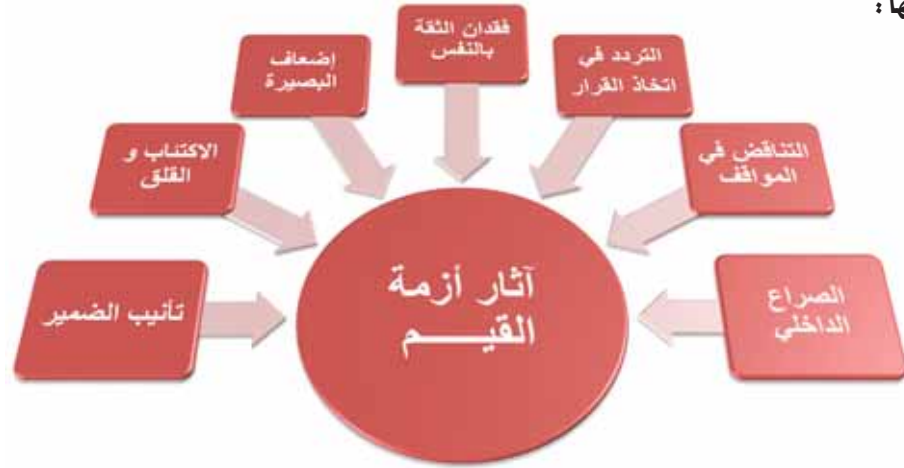 فقدان الثقة
بالنفس
التردد في
اتخاذ القرار
إضعاف
البصيرة
التناقض في
المواقف
الاكتئاب و
القلق
الصراع
الداخلي
آثار أزمة
القيــــم
تأنيب الضمير